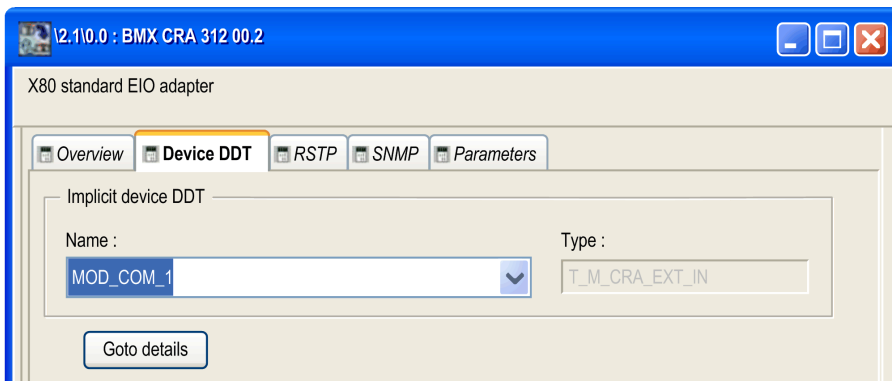 \2.1\0.0 : BMX CRA 312 00.2
X80 standard EIO adapter
Overview Device DDT RSTP SNMP Parameters
Implicit device DDT
Name : Type :
MOD_COM_1 T_M_CRA_EXT_IN
Goto details